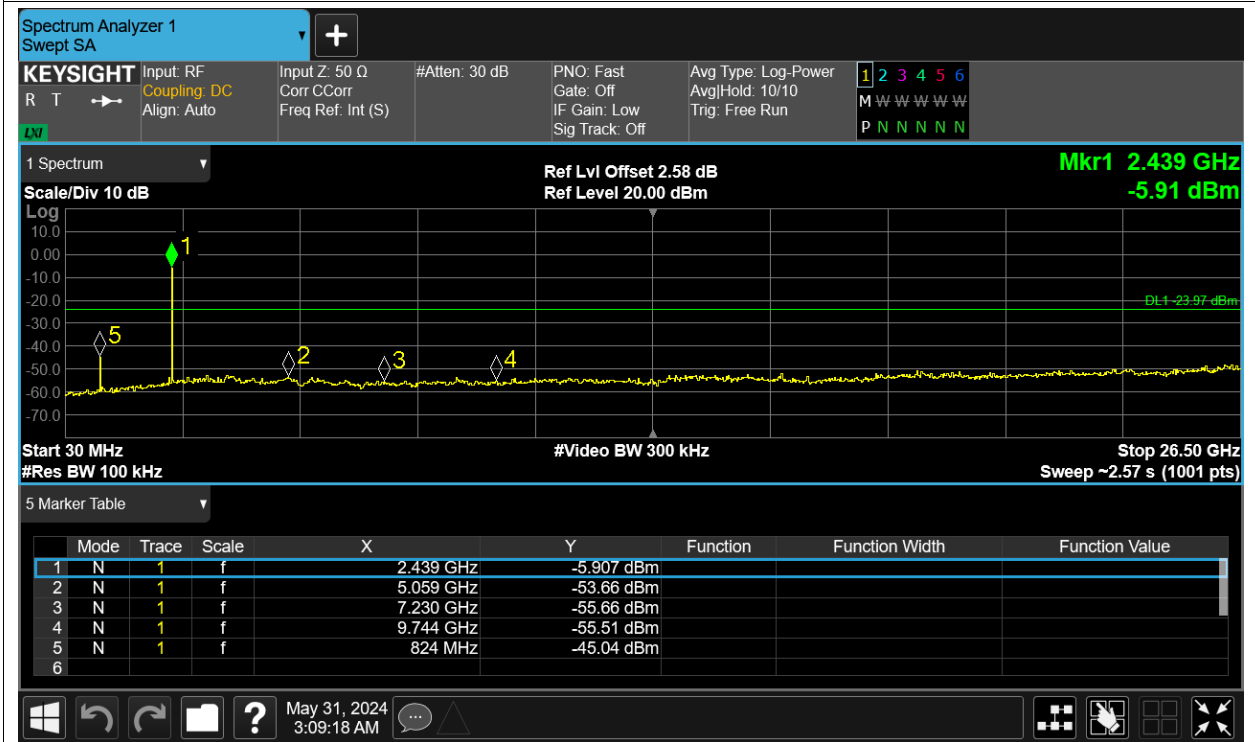 Spectrum Analyzer 1
Swept SA
KEYSIGHT
R T
LXI
Input: RF
Coupling: DC
Align: Auto
Input Z: 50 Ω
Corr CCorr
Freq Ref: Int (S)
#Atten: 30 dB
PNO: Fast
Gate: Off
IF Gain: Low
Sig Track: Off
Avg Type: Log-Power
Avg|Hold: 10/10
Trig: Free Run
1 2 3 4 5 6
M W W W W W
P N N N N N
1 Spectrum
Scale/Div 10 dB
Ref Lvl Offset 2.58 dB
Ref Level 20.00 dBm
Mkr1 2.439 GHz
-5.91 dBm
Log
10.0
0.00
-10.0
-20.0
-30.0
-40.0
-50.0
-60.0
-70.0
1
5
2
3
4
DL1 -23.97 dBm
Start 30 MHz
#Video BW 300 kHz
Stop 26.50 GHz
#Res BW 100 kHz
Sweep ~2.57 s (1001 pts)
5 Marker Table
Mode Trace Scale X Y Function Function Width Function Value
1 N 1 f 2.439 GHz -5.907 dBm
2 N 1 f 5.059 GHz -53.66 dBm
3 N 1 f 7.230 GHz -55.66 dBm
4 N 1 f 9.744 GHz -55.51 dBm
5 N 1 f 824 MHz -45.04 dBm
6
?
May 31, 2024
3:09:18 AM